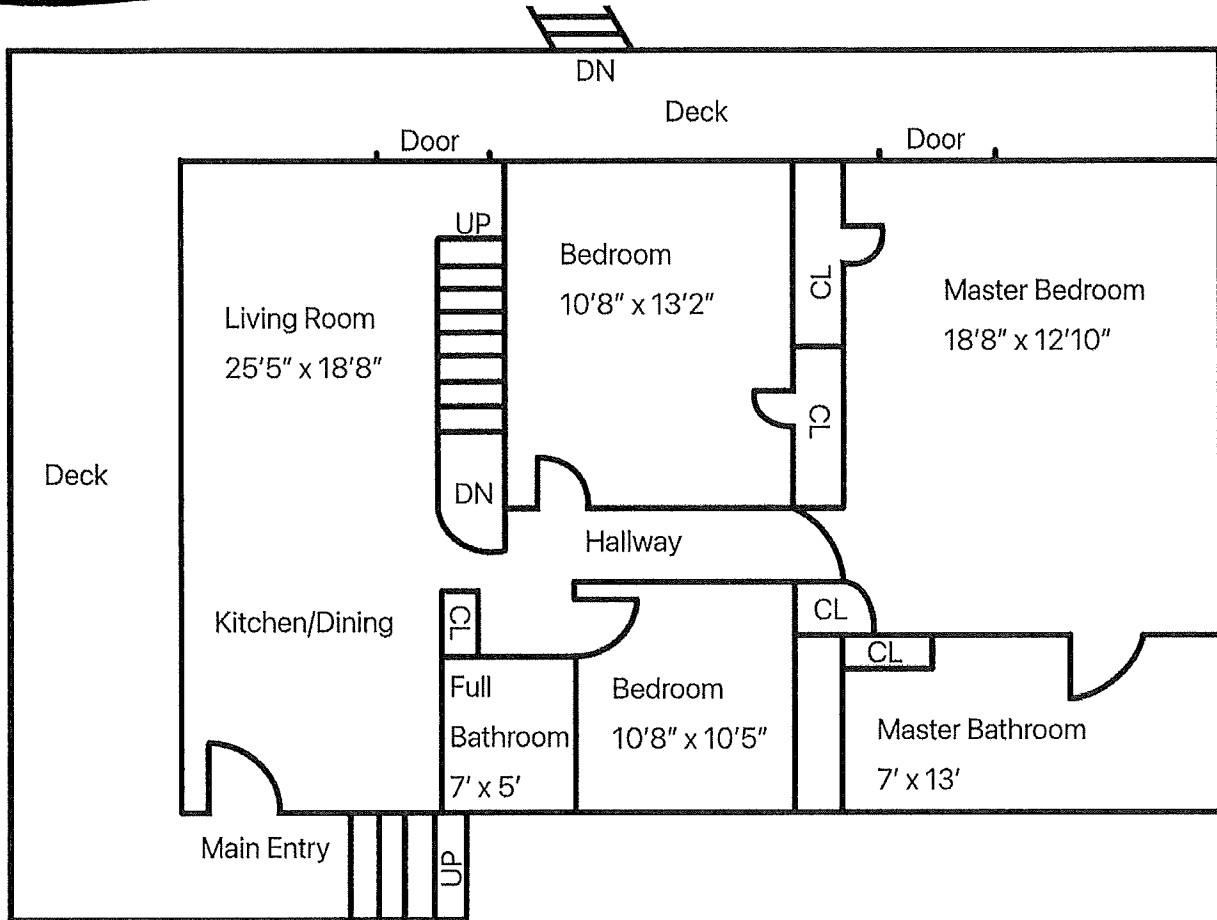 DN
Deck
Door
Door
UP
Bedroom
10'8" x 13'2"
CL
Master Bedroom
18'8" x 12'10"
Living Room
25'5" x 18'8"
CL
Deck
DN
Hallway
CL
Kitchen/Dining
CL
CL
Full
Bathroom
7' x 5'
Bedroom
10'8" x 10'5"
Master Bathroom
7' x 13'
Main Entry
UP